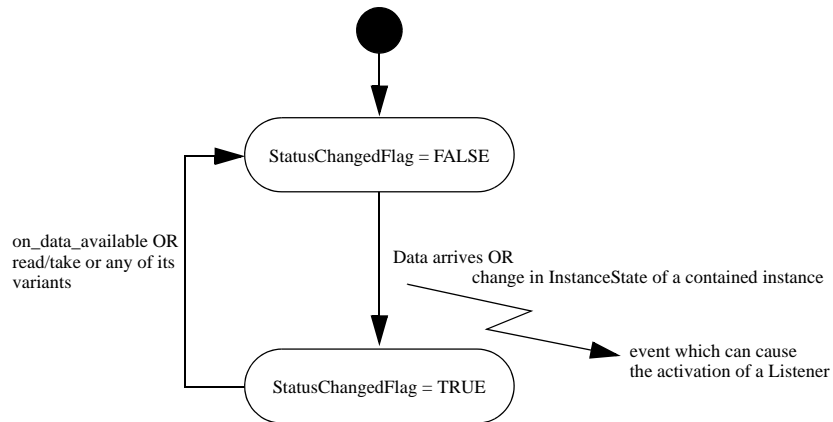 StatusChangedFlag = FALSE
on_data_available OR
read/take or any of its
variants
Data arrives OR
change in InstanceState of a contained instance
event which can cause
the activation of a Listener
StatusChangedFlag = TRUE